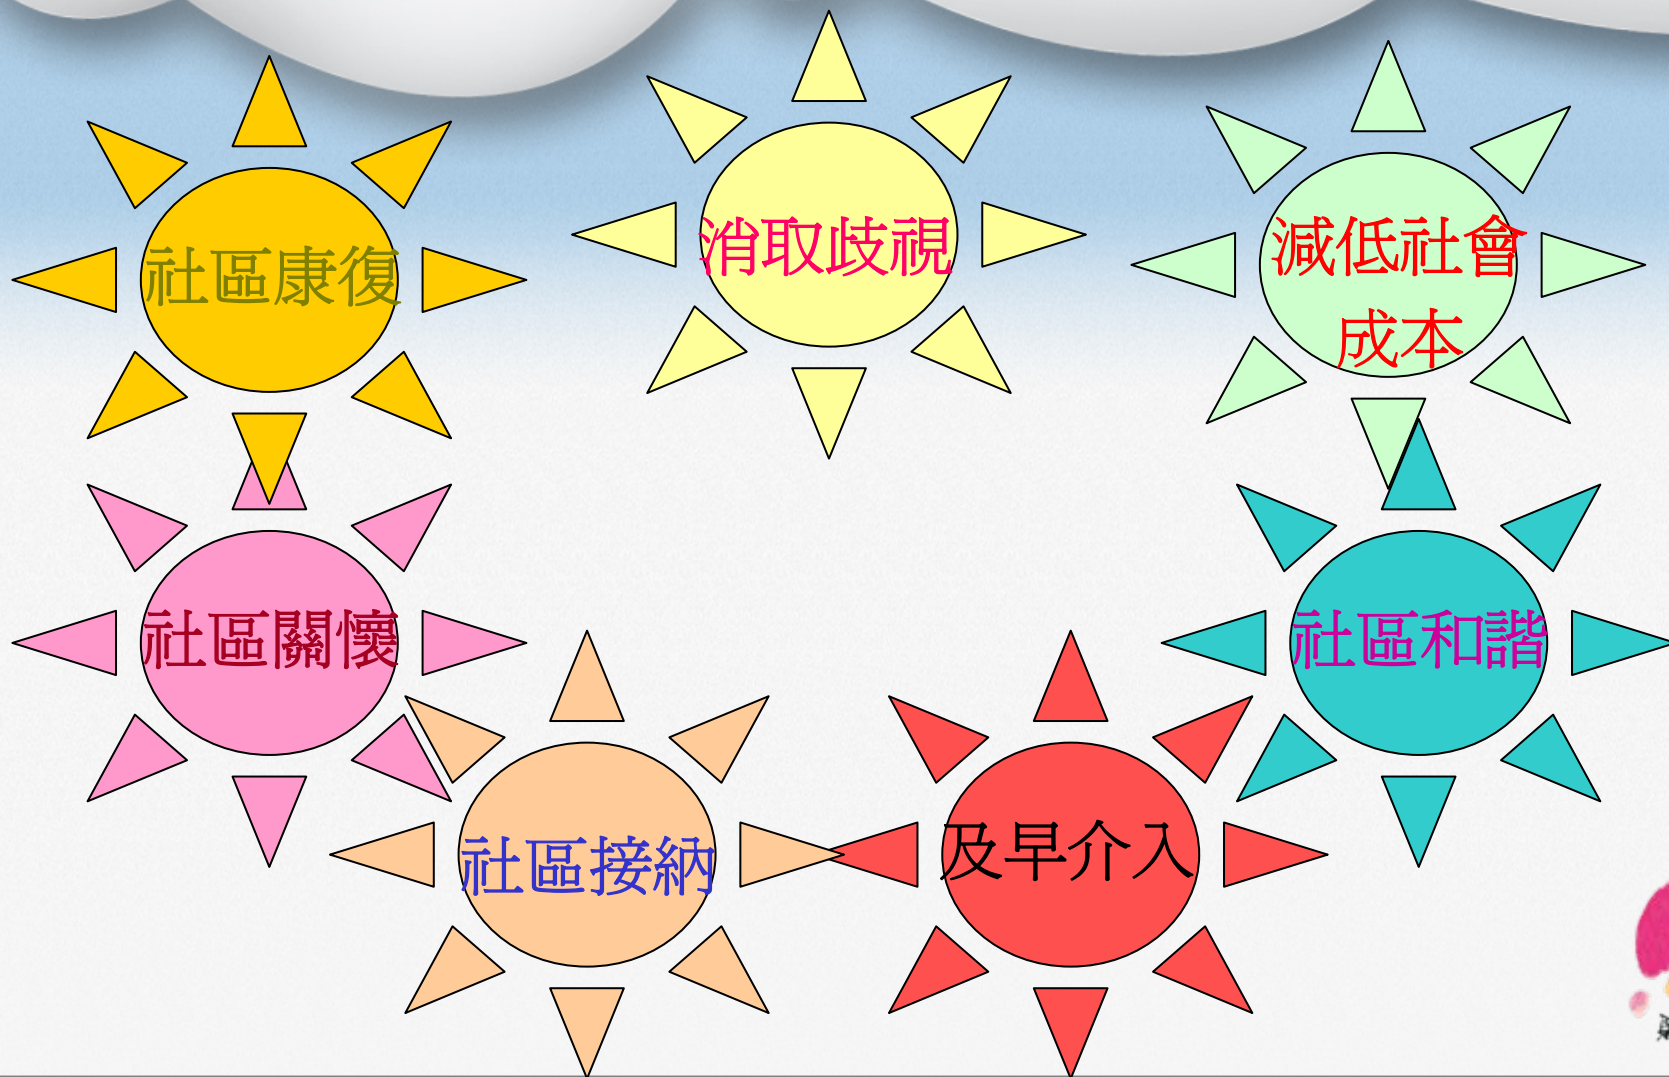 社區康復
消取歧視
減低社會
成本
社區關懷
社區和諧
社區接納
及早介入